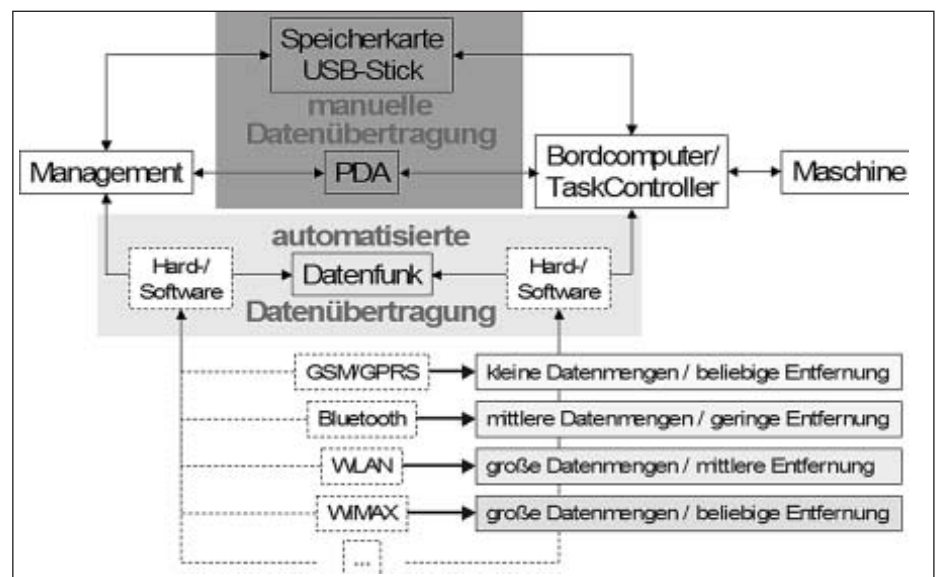 Speicherkarte
USB-Stick
manuelle
Datenübertragung
Management
PDA
Bordcomputer/
TaskController
Maschine
automatisierte
Hard-/
Software
Datenfunk
Hard-/
Software
Datenübertragung
GSM/GPRS
kleine Datenmengen / beliebige Entfernung
Bluetooth
mittlere Datenmengen / geringe Entfernung
WLAN
große Datenmengen / mittlere Entfernung
WIMAX
große Datenmengen / beliebige Entfernung
...